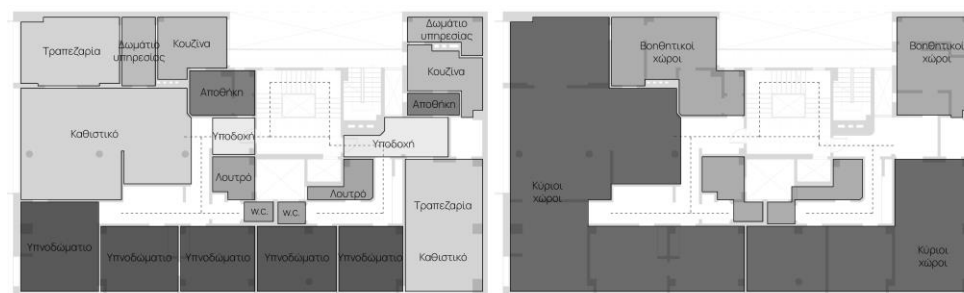 Τραπεζαρία
Δωμάτιο
υπηρεσίας
Κουζίνα
Αποθήκη
Καθιστικό
Υποδοχή
Λουτρό
w.c.
w.c.
Υπνοδωμάτιο
Υπνοδωμάτιο
Υπνοδωμάτιο
Υπνοδωμάτιο
Υπνοδωμάτιο
Δωμάτιο
υπηρεσίας
Κουζίνα
Αποθήκη
Υποδοχή
Λουτρό
Τραπεζαρία
Καθιστικό
Βοηθητικοί
χώροι
Βοηθητικοί
χώροι
Κύριοι
χώροι
Κύριοι
χώροι